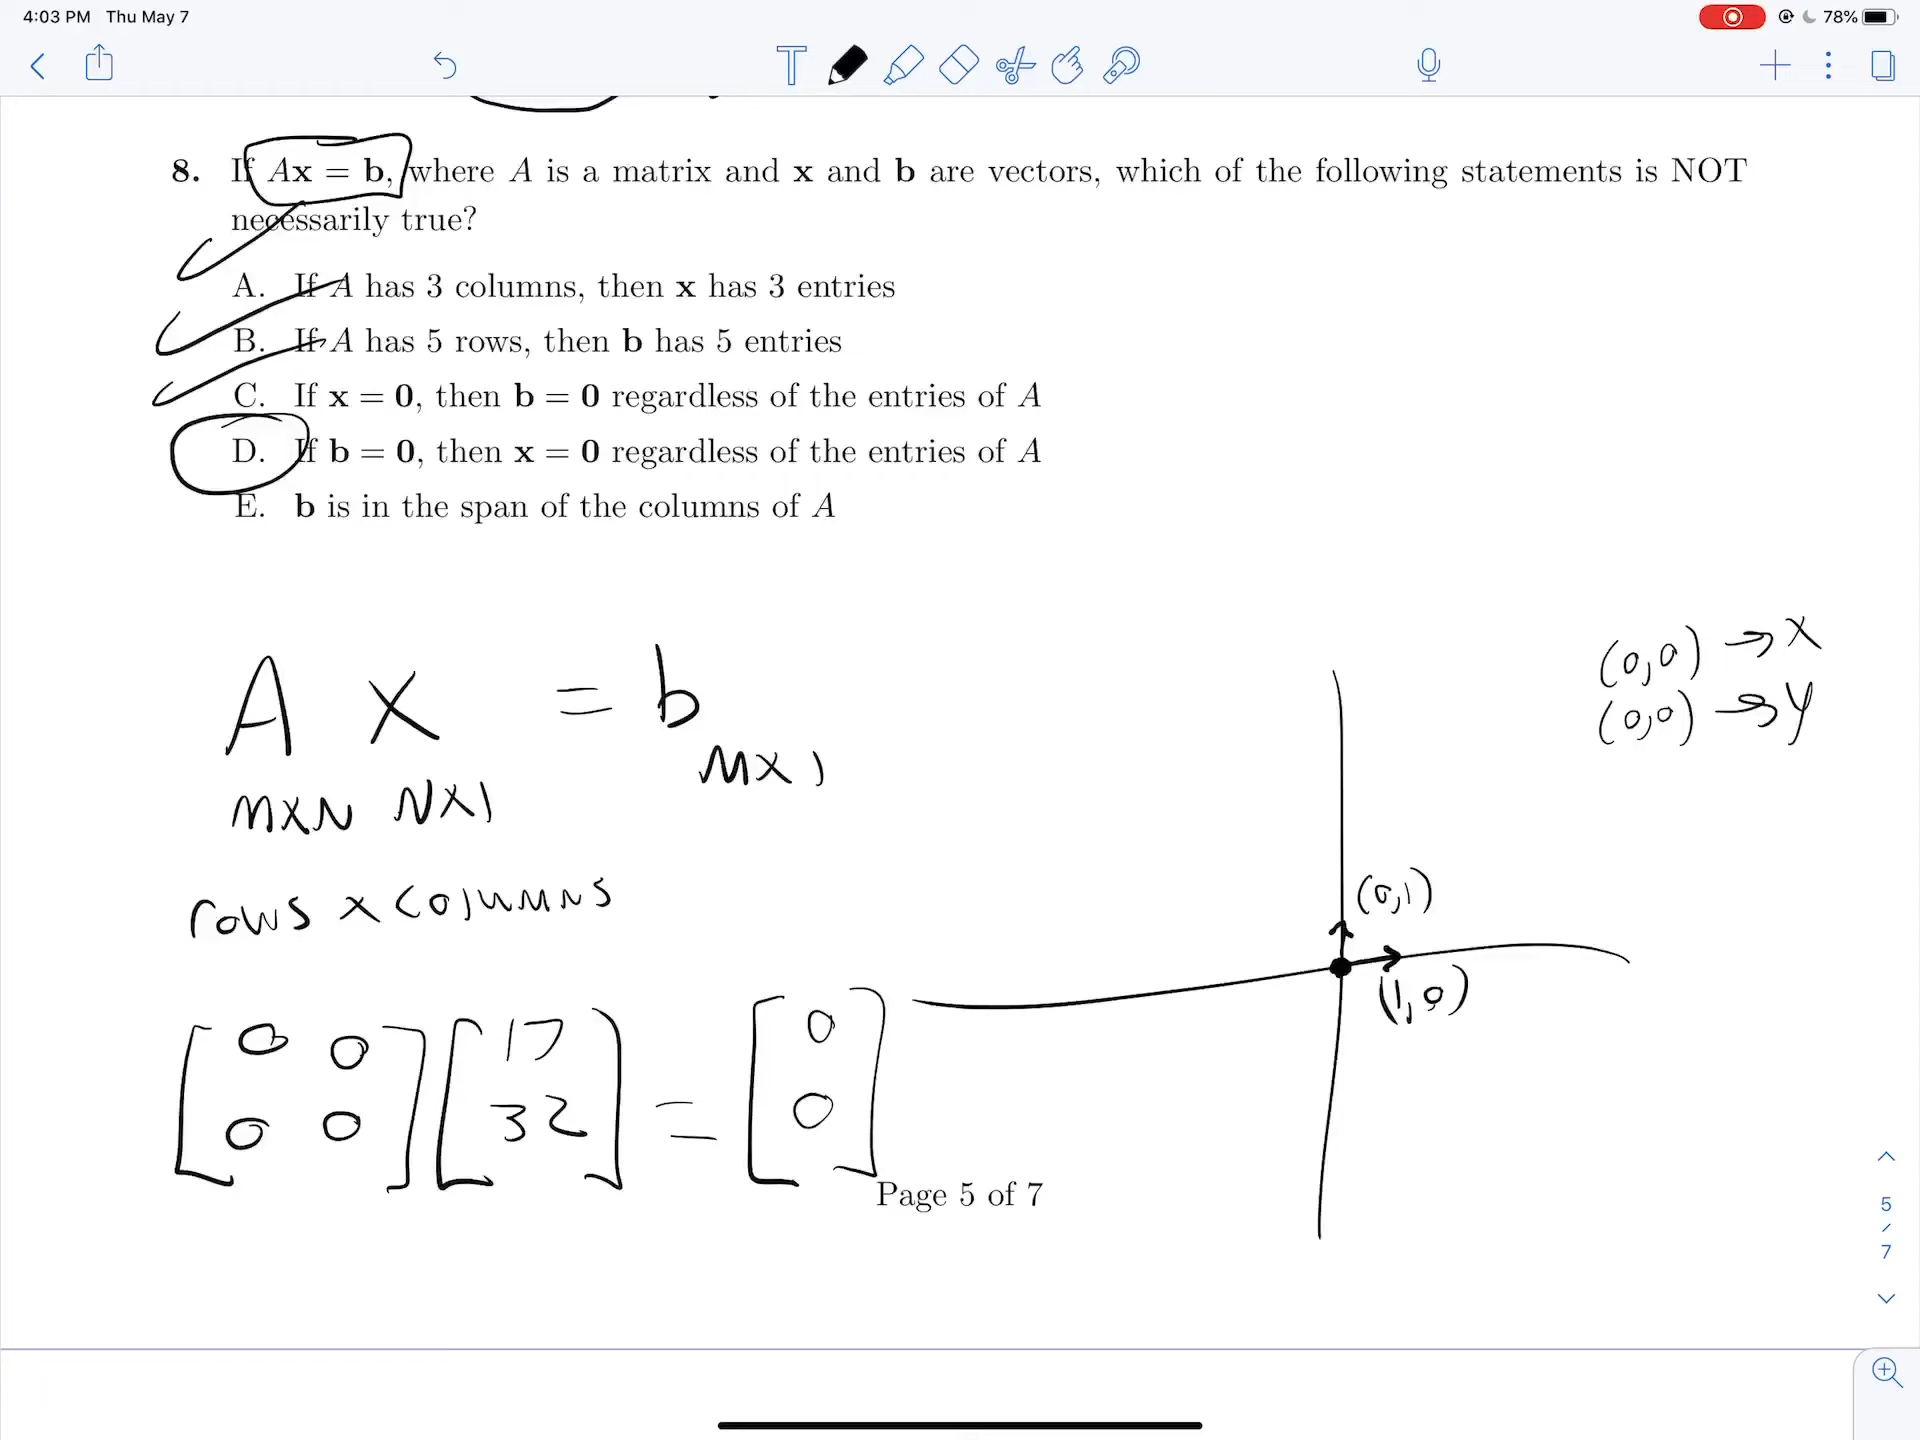 4:03 PM Thu May 7
78%
8. If Ax = b, where A is a matrix and x and b are vectors, which of the following statements is NOT
necessarily true?
A. If A has 3 columns, then x has 3 entries
B. If A has 5 rows, then b has 5 entries
C. If x = 0, then b = 0 regardless of the entries of A
D. If b = 0, then x = 0 regardless of the entries of A
E. b is in the span of the columns of A
(0,0) → X
(0,0) → Y
A X = b
MXN NX1 MX1
rows x columns
(0,1)
(1,0)
[0 0 [17 = [0
0 0] 32] 0]
Page 5 of 7
5
/
7